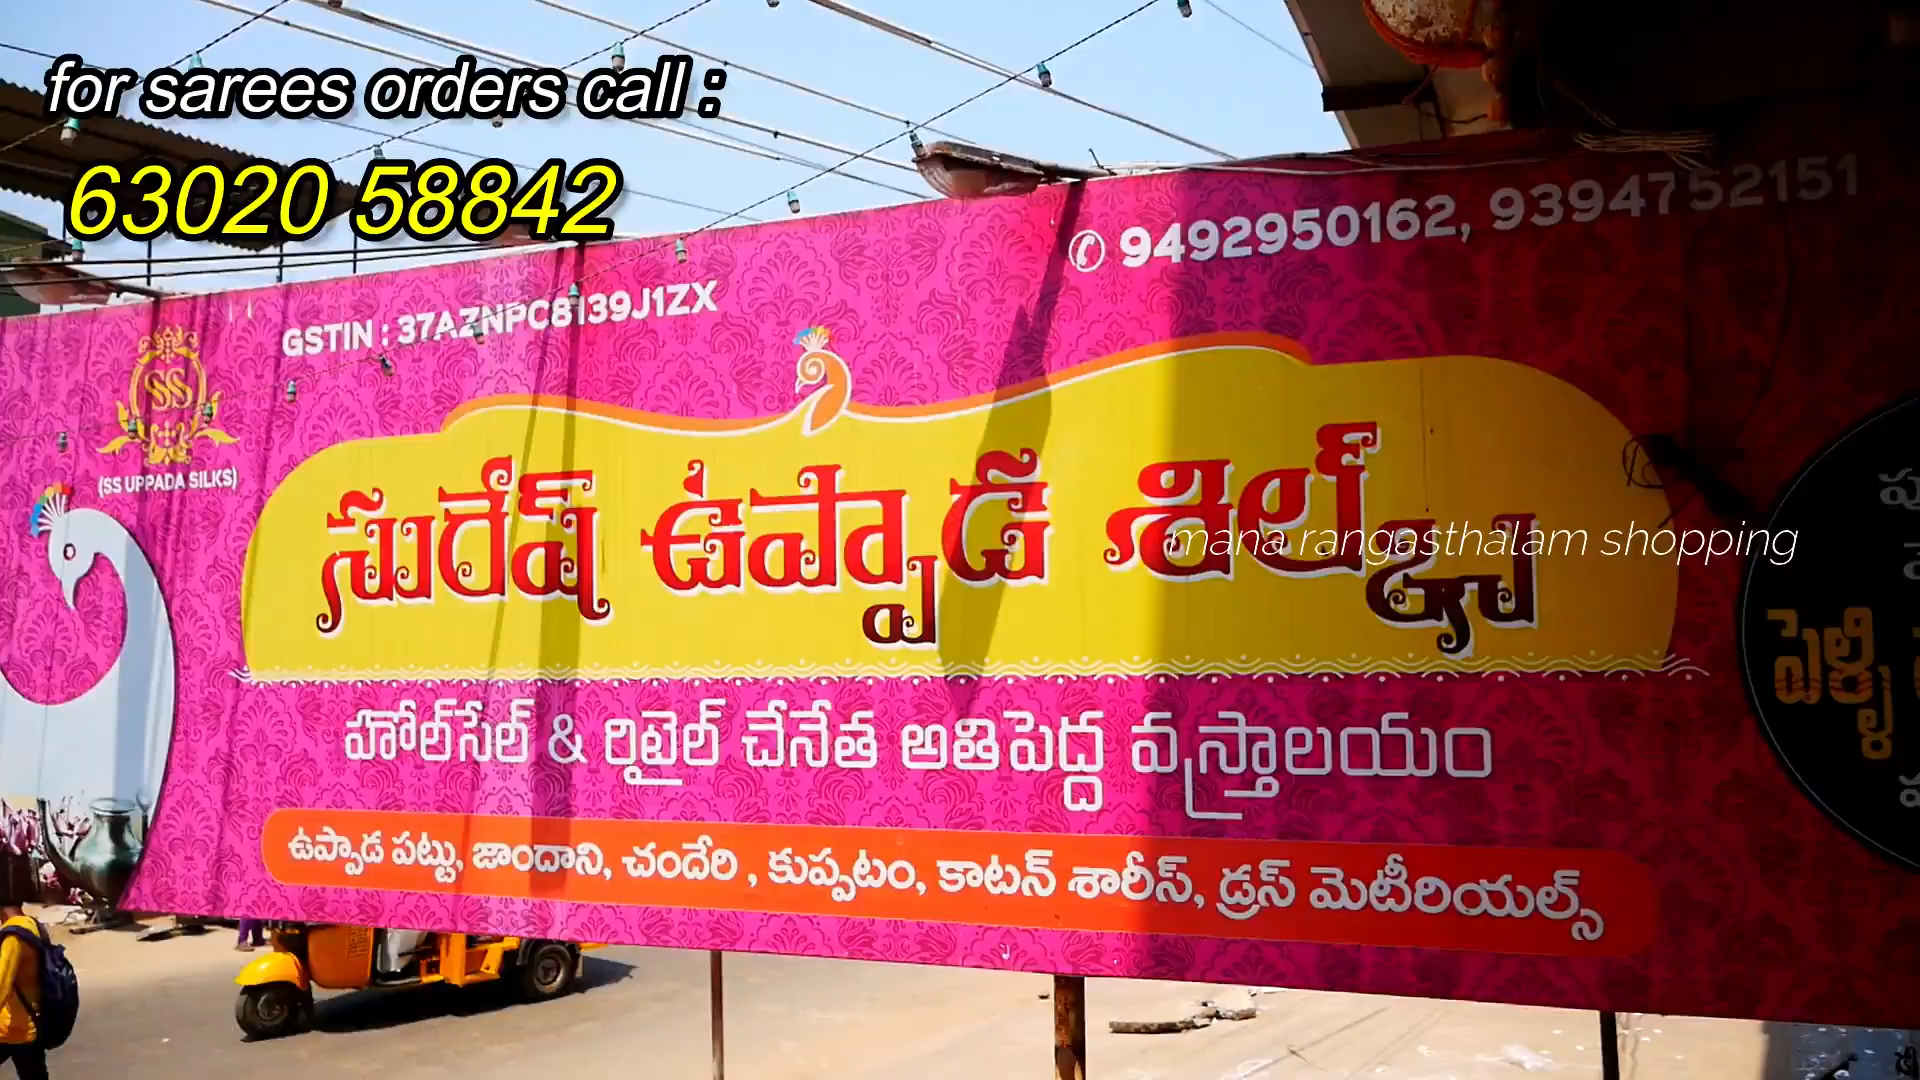 for sarees orders call :
63020 58842
✆ 9492950162, 9394752151
GSTIN : 37AZNPC8139J1ZX
SS
(SS UPPADA SILKS)
సురేష్ ఉప్పాడ శిల్క్స్
mana rangasthalam shopping
హోల్‌సేల్ & రిటైల్ చేనేత అతిపెద్ద వస్త్రాలయం
ఉప్పాడ పట్టు, జాందాని, చందేరి , కుప్పటం, కాటన్ శారీస్, డ్రస్ మెటీరియల్స్
పెళ్ళి